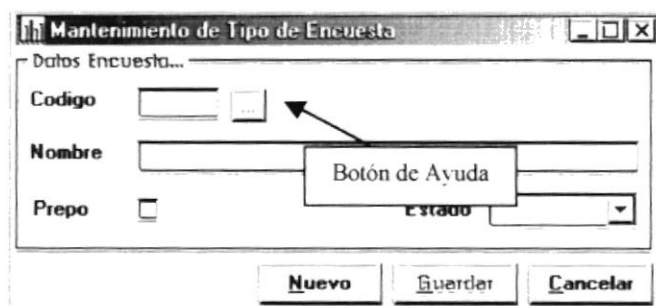 Mantenimiento de Tipo de Encuesta
Datos Encuesta...
Codigo ...
Nombre
Botón de Ayuda
Prepo Estado
Nuevo Guardar Cancelar